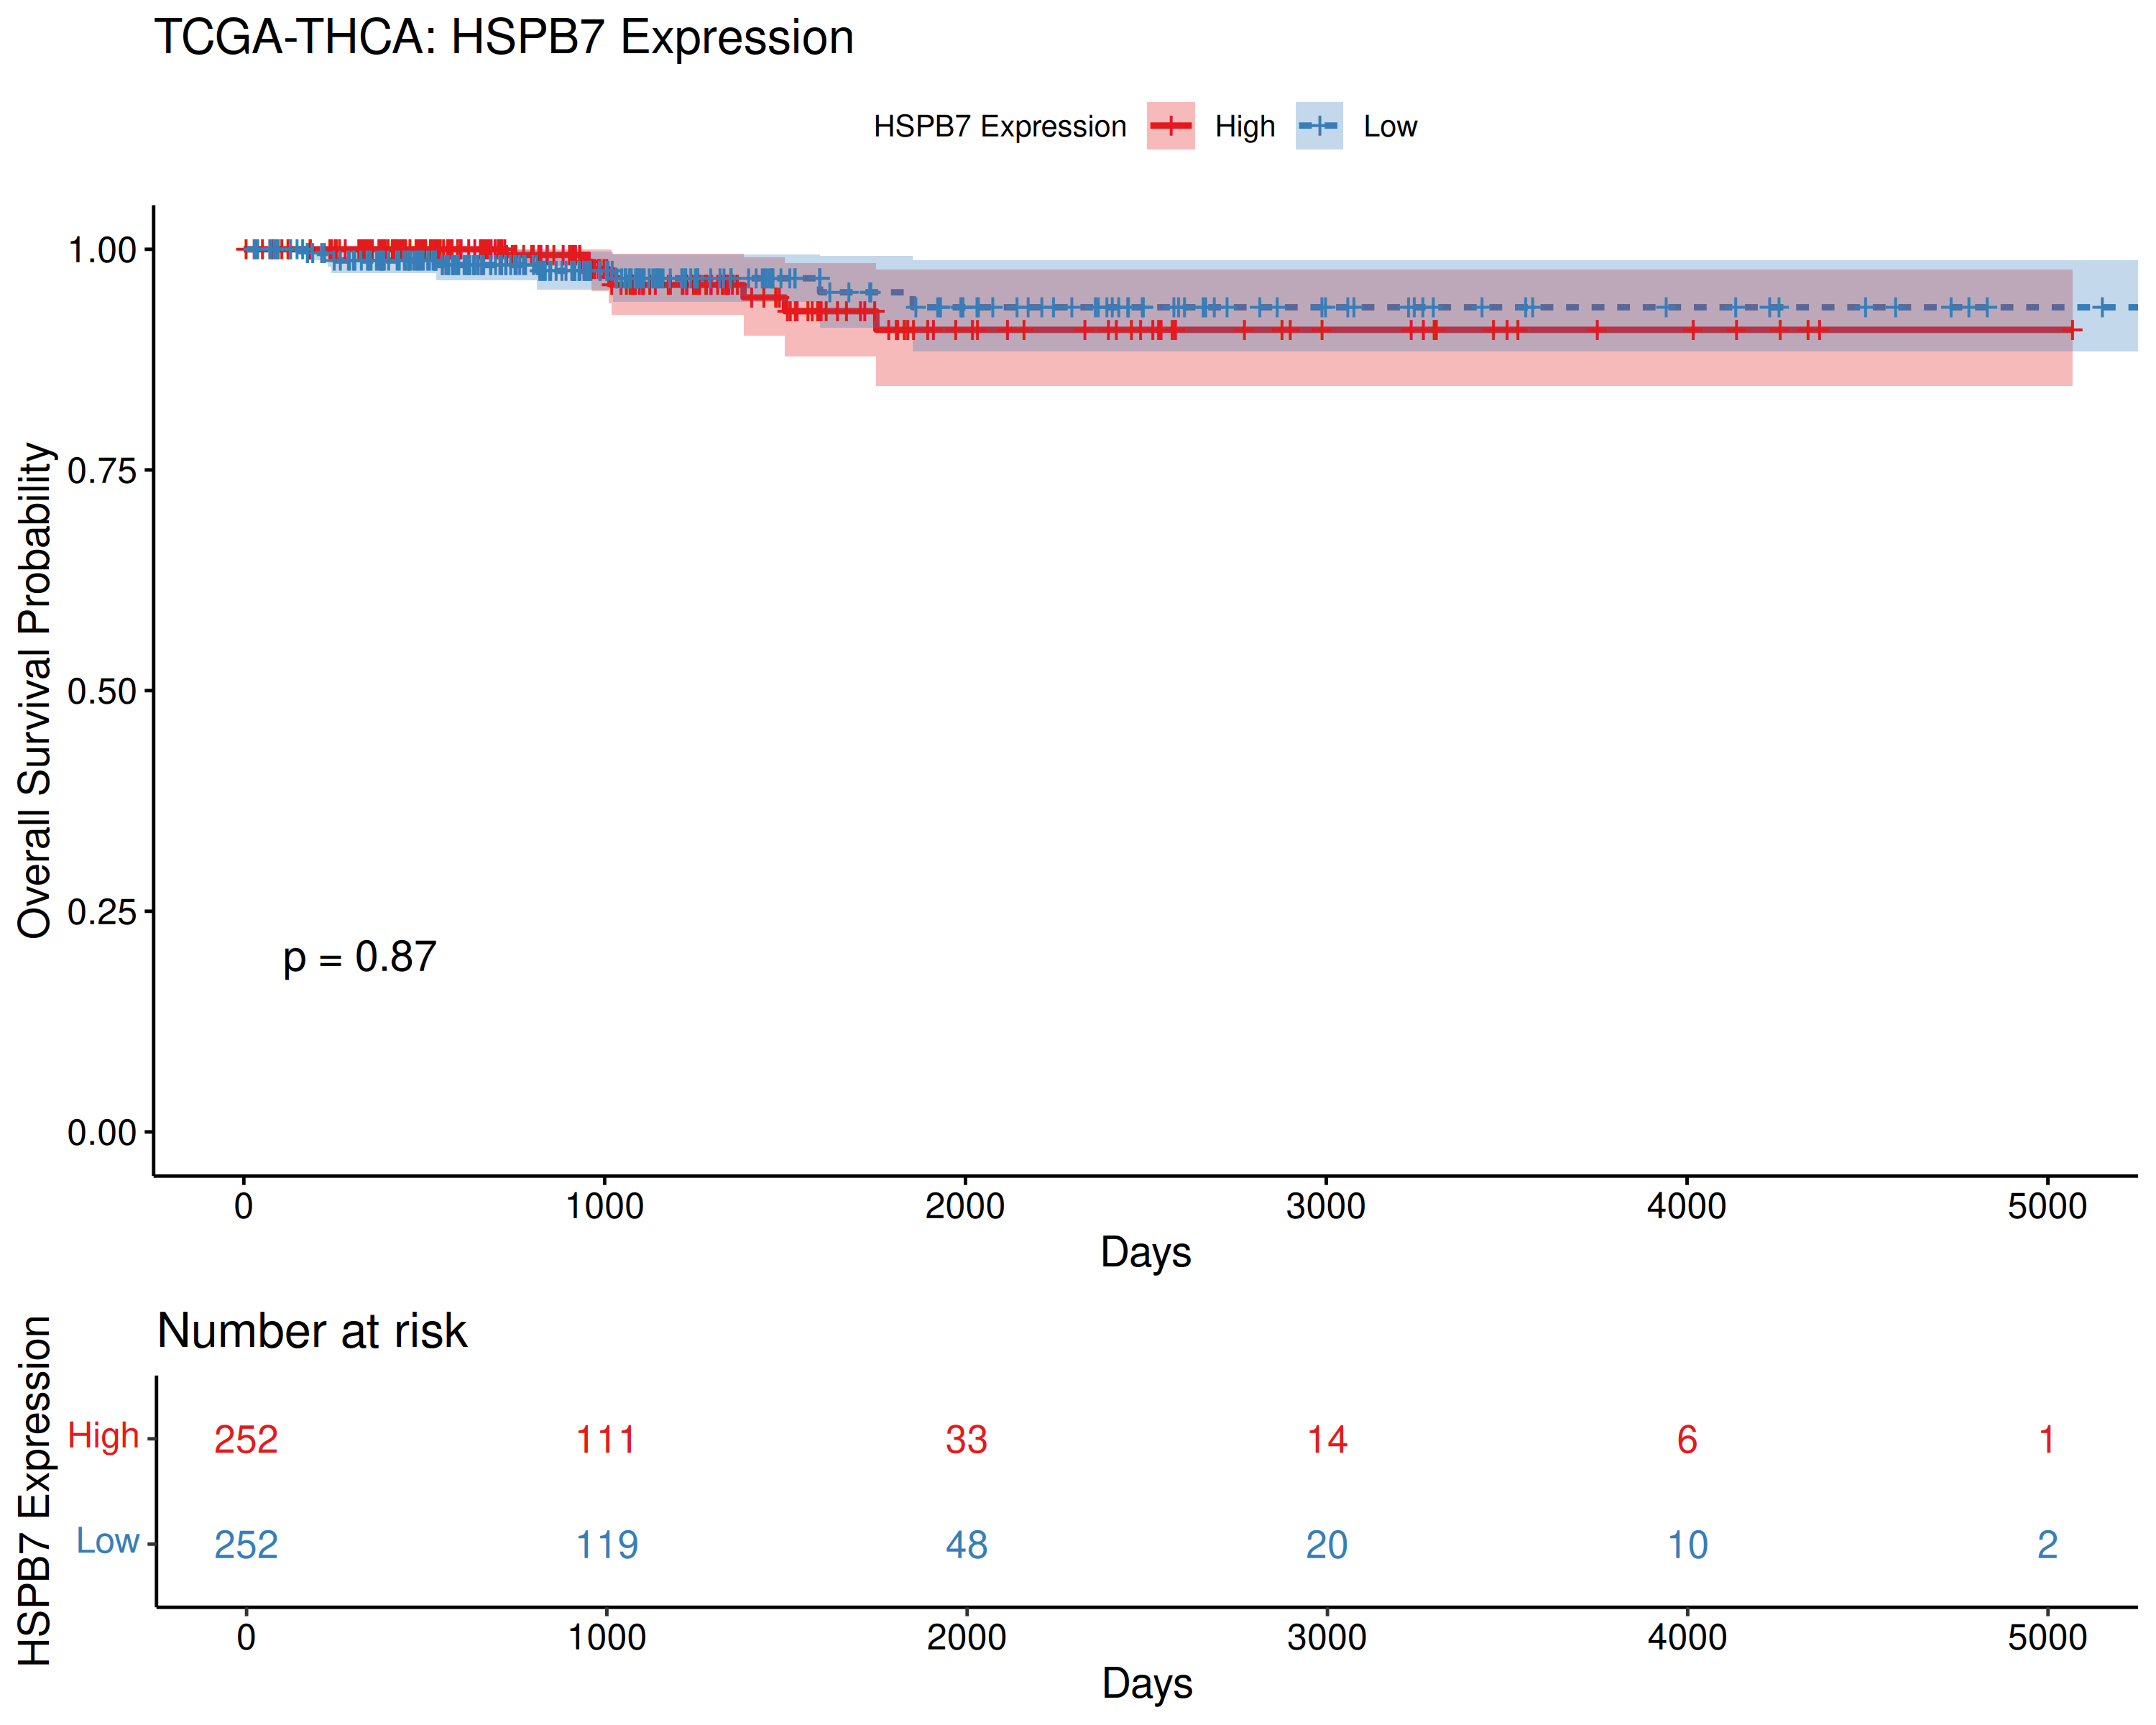 TCGA-THCA: HSPB7 Expression
HSPB7 Expression High Low
Overall Survival Probability
1.00
0.75
0.50
0.25
0.00
p = 0.87
0 1000 2000 3000 4000 5000
Days
Number at risk
HSPB7 Expression
High 252 111 33 14 6 1
Low 252 119 48 20 10 2
0 1000 2000 3000 4000 5000
Days